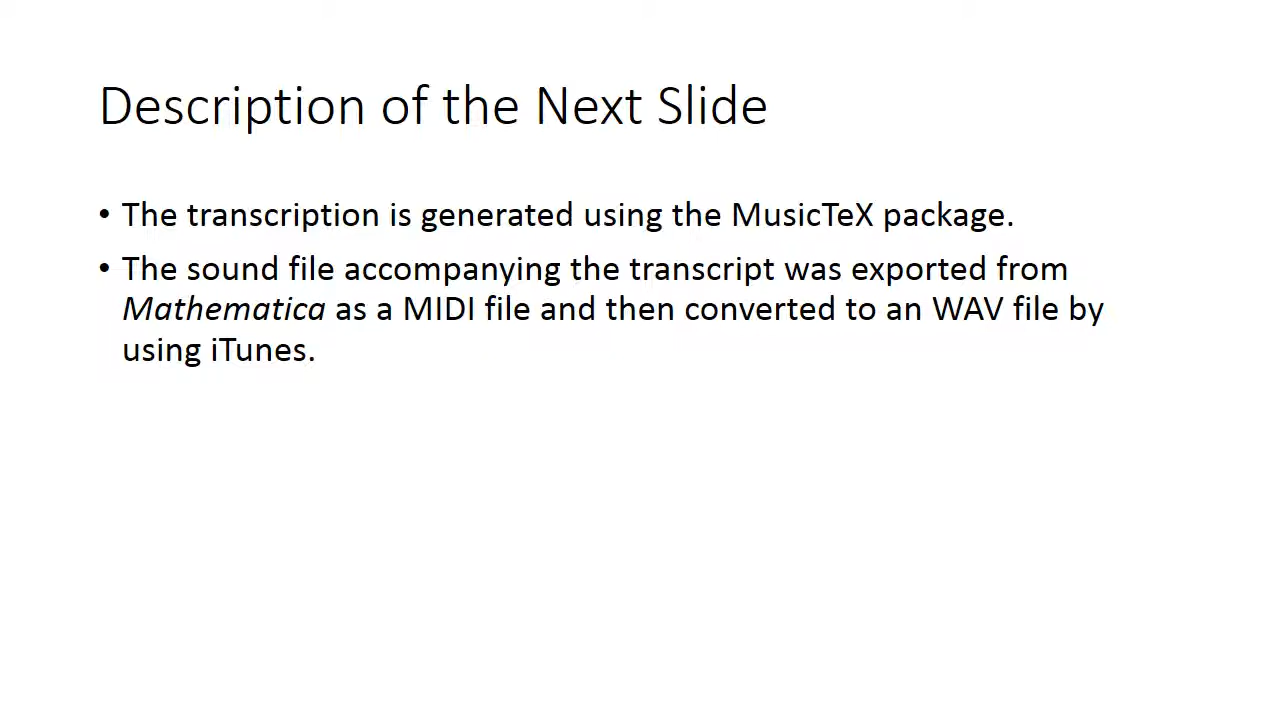 Description of the Next Slide
• The transcription is generated using the MusicTeX package.
• The sound file accompanying the transcript was exported from
Mathematica as a MIDI file and then converted to an WAV file by
using iTunes.